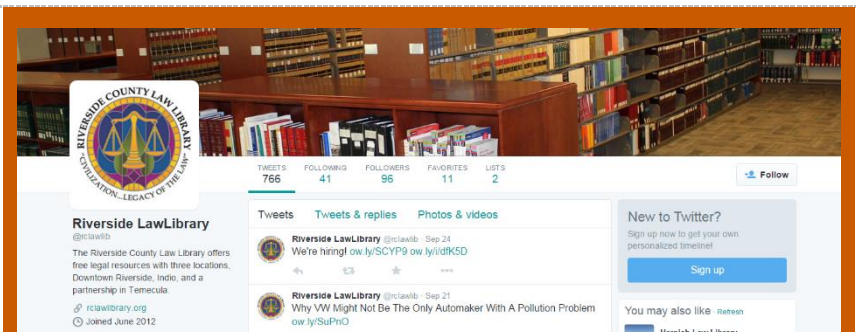 RIVERSIDE COUNTY LAW LIBRARY
"CIVILIZATION...LEGACY OF THE LAW"
TWEETS FOLLOWING FOLLOWERS FAVORITES LISTS
766 41 96 11 2
Follow
Riverside LawLibrary
@rclawlib
The Riverside County Law Library offers
free legal resources with three locations,
Downtown Riverside, Indio, and a
partnership in Temecula.
rclawlibrary.org
Joined June 2012
Tweets Tweets & replies Photos & videos
Riverside LawLibrary @rclawlib · Sep 24
We're hiring! ow.ly/SCYP9 ow.ly/i/dfK5D
Riverside LawLibrary @rclawlib · Sep 21
Why VW Might Not Be The Only Automaker With A Pollution Problem
ow.ly/SuPnO
New to Twitter?
Sign up now to get your own
personalized timeline!
Sign up
You may also like · Refresh
Law Library